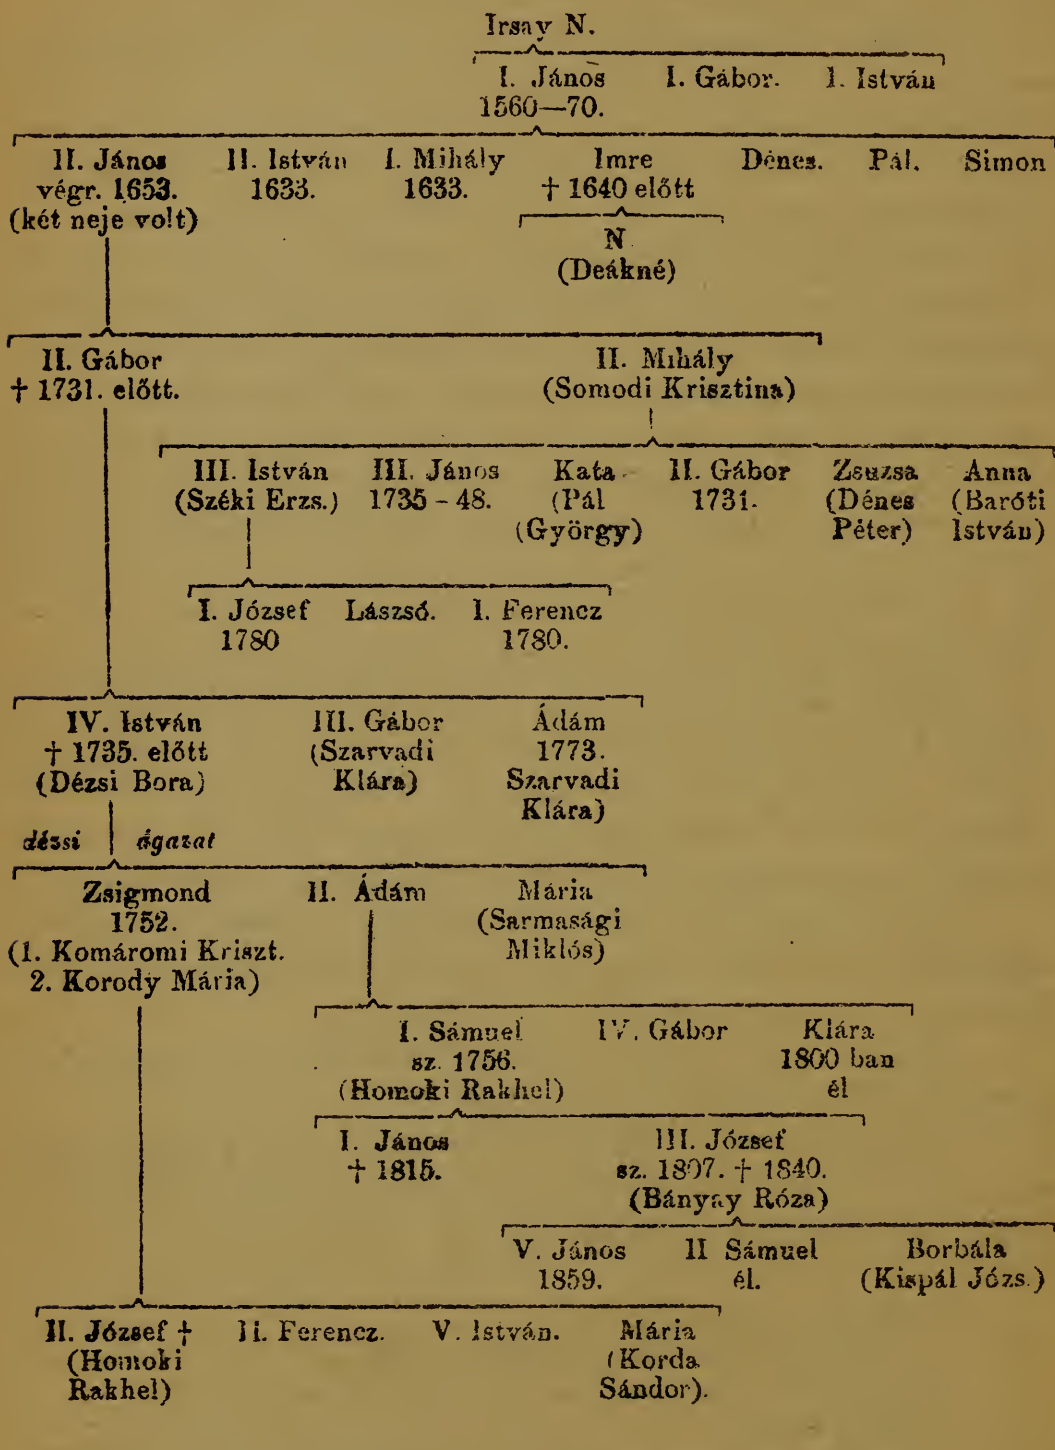 Irsay N.
I. János I. Gábor. I. István
1560—70.
II. János II. István I. Mihály Imre Dénes. Pál. Simon
végr. 1653. 1633. 1633. † 1640 előtt
(két neje volt)
N
(Deákné)
II. Gábor II. Mihály
† 1731. előtt. (Somodi Krisztina)
III. István III. János Kata II. Gábor Zsuzsa Anna
(Széki Erzs.) 1735-48. (Pál 1731. (Dénes (Baróti
(György) Péter) István)
I. József Lászsó. I. Ferencz
1780 1780.
IV. István III. Gábor Ádám
† 1735. előtt (Szarvadi 1773.
(Dézsi Bora) Klára) Szarvadi
Klára)
dézsi ágazat
Zsigmond II. Ádám Mária
1752. (Sarmasági
(1. Komáromi Kriszt. Miklós)
2. Korody Mária)
I. Sámuel IV. Gábor Klára
sz. 1756. 1800 ban
(Homoki Rakhel) él
I. János III. József
† 1815. sz. 1807. † 1840.
(Bányay Róza)
V. János II Sámuel Borbála
1859. él. (Kispál Józs.)
II. József † II. Ferencz. V. István. Mária
(Homoki (Korda
Rakhel) Sándor).